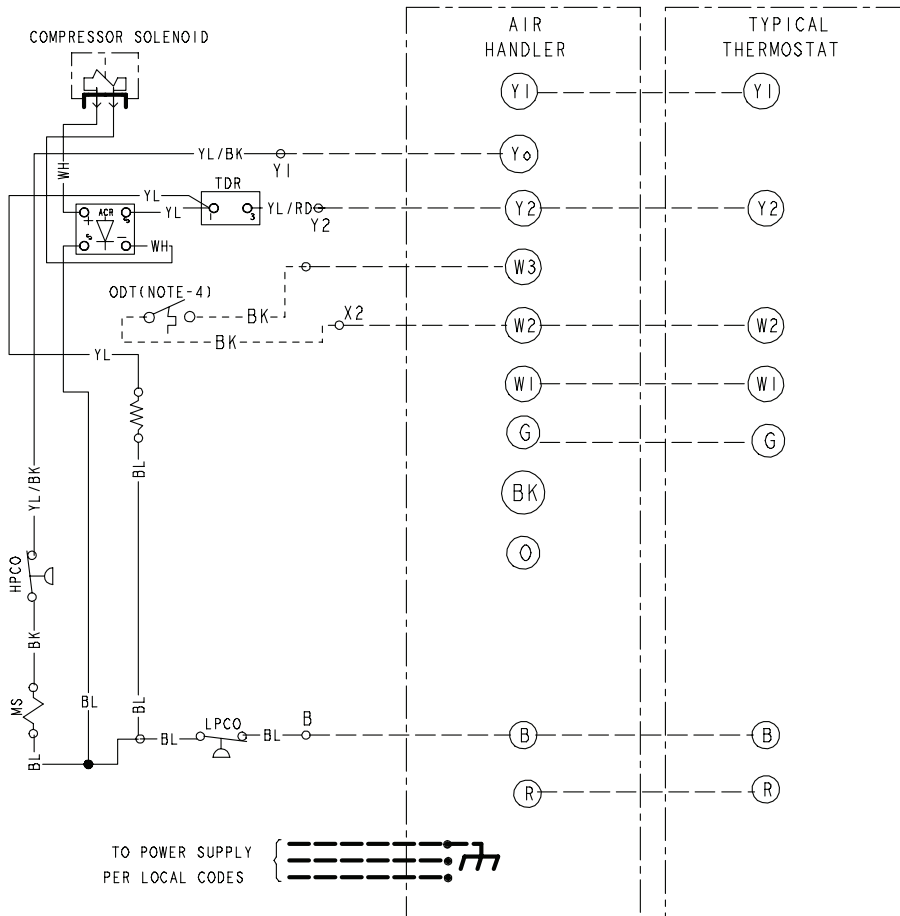 AIR
HANDLER
TYPICAL
THERMOSTAT
COMPRESSOR SOLENOID
Y1
Y1
YL/BK
Y1
Yo
WH
TDR
YL
YL
1
3
YL/RD
Y2
Y2
Y2
ACR
+
S
S
-
WH
W3
ODT(NOTE-4)
BK
X2
BK
W2
W2
YL
W1
W1
G
G
BL
YL/BK
BK
O
HPCO
BK
MS
BL
BL
BL
BL
LPCO
BL
B
B
B
R
R
TO POWER SUPPLY
PER LOCAL CODES